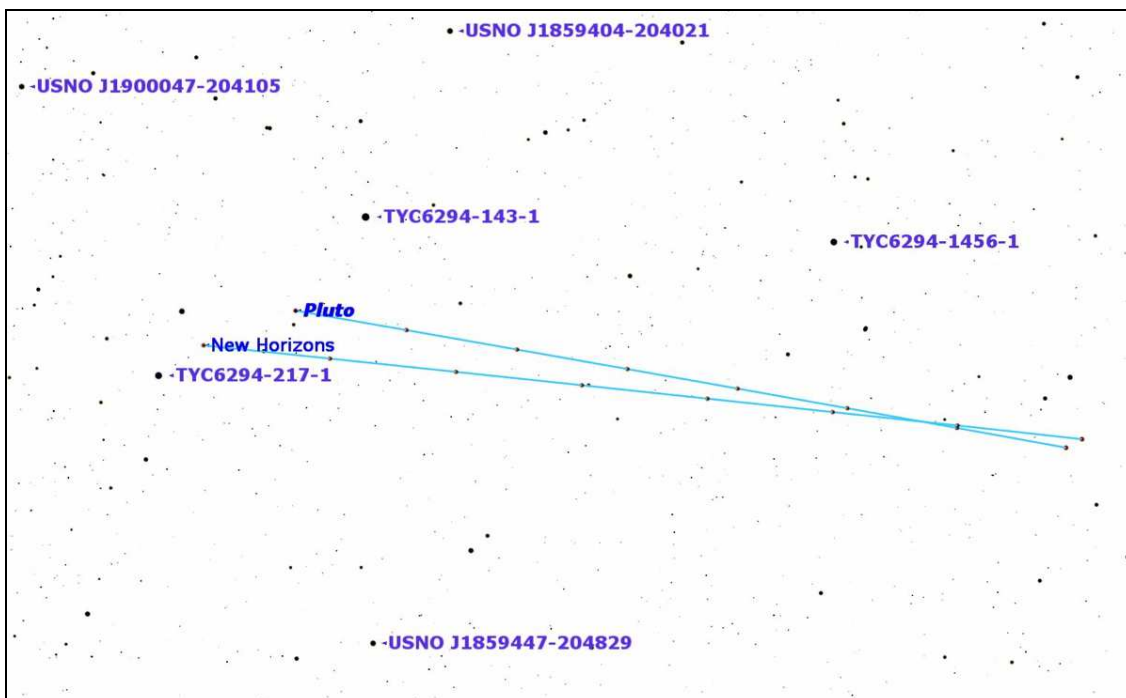 USNO J1859404-204021
USNO J1900047-204105
TYC6294-143-1
TYC6294-1456-1
Pluto
New Horizons
TYC6294-217-1
USNO J1859447-204829